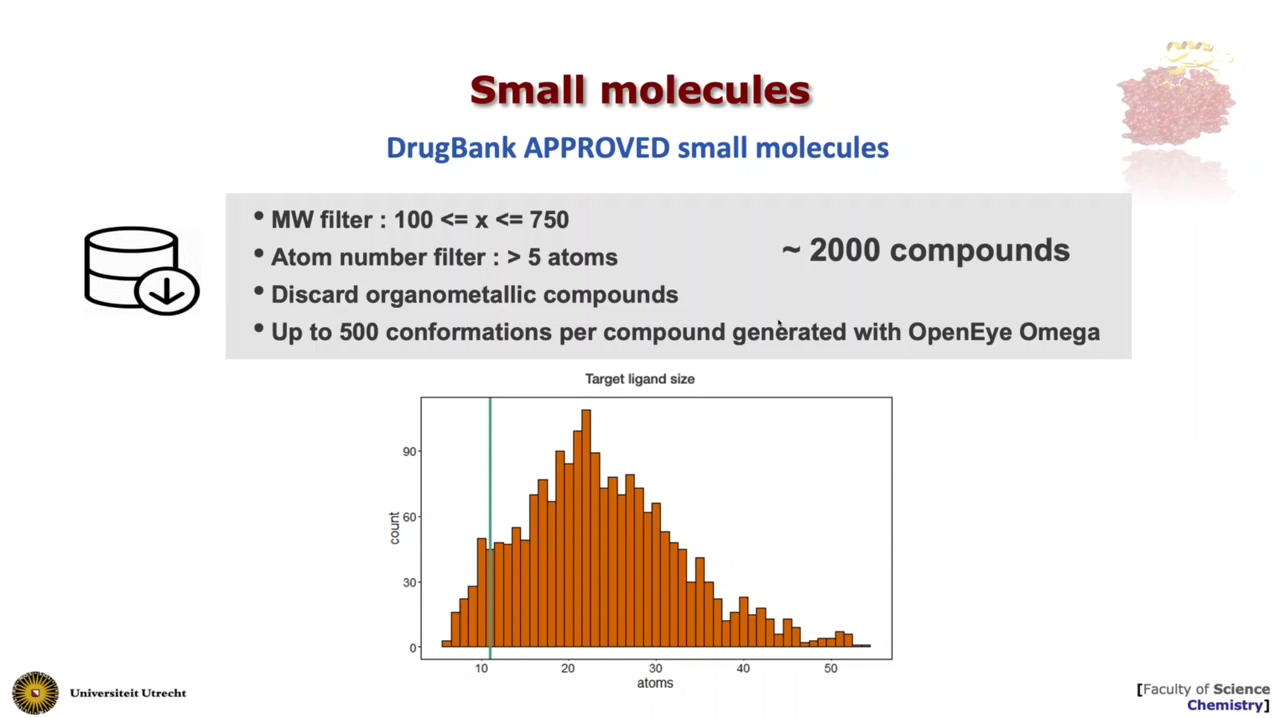 Small molecules
DrugBank APPROVED small molecules
• MW filter : 100 <= x <= 750
• Atom number filter : > 5 atoms
~ 2000 compounds
• Discard organometallic compounds
• Up to 500 conformations per compound generated with OpenEye Omega
Target ligand size
90
60
30
0
count
10 20 30 40 50
atoms
Universiteit Utrecht
[Faculty of Science
Chemistry]